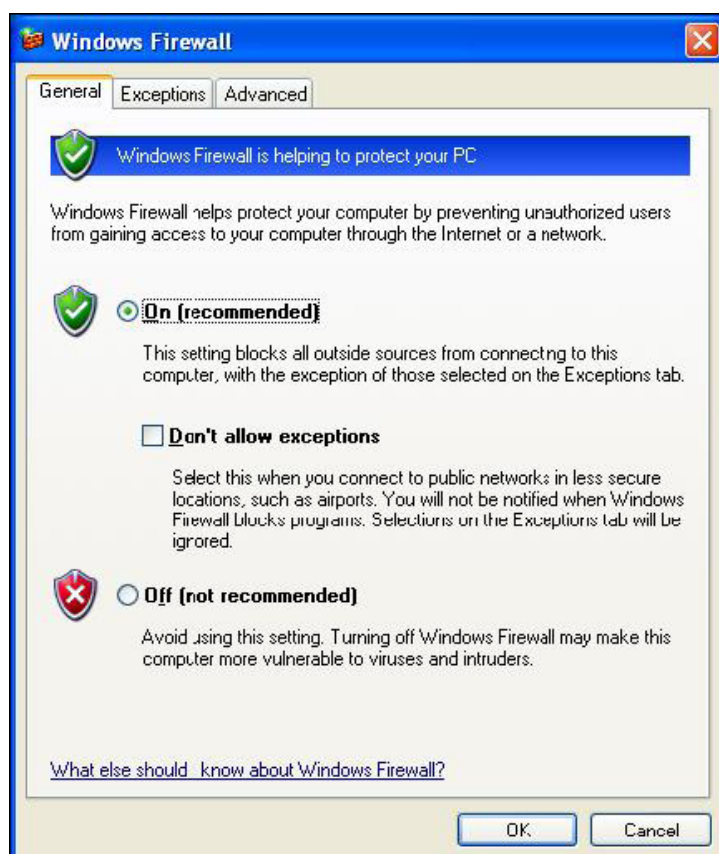 Windows Firewall
General Exceptions Advanced
Windows Firewall is helping to protect your PC
Windows Firewall helps protect your computer by preventing unauthorized users
from gaining access to your computer through the Internet or a network.
On (recommended)
This setting blocks all outside sources from connecting to this
computer, with the exception of those selected on the Exceptions tab.
Don't allow exceptions
Select this when you connect to public networks in less secure
locations, such as airports. You will not be notified when Windows
Firewall blocks programs. Selections on the Exceptions tab will be
ignored.
Off (not recommended)
Avoid using this setting. Turning off Windows Firewall may make this
computer more vulnerable to viruses and intruders.
What else should I know about Windows Firewall?
OK Cancel